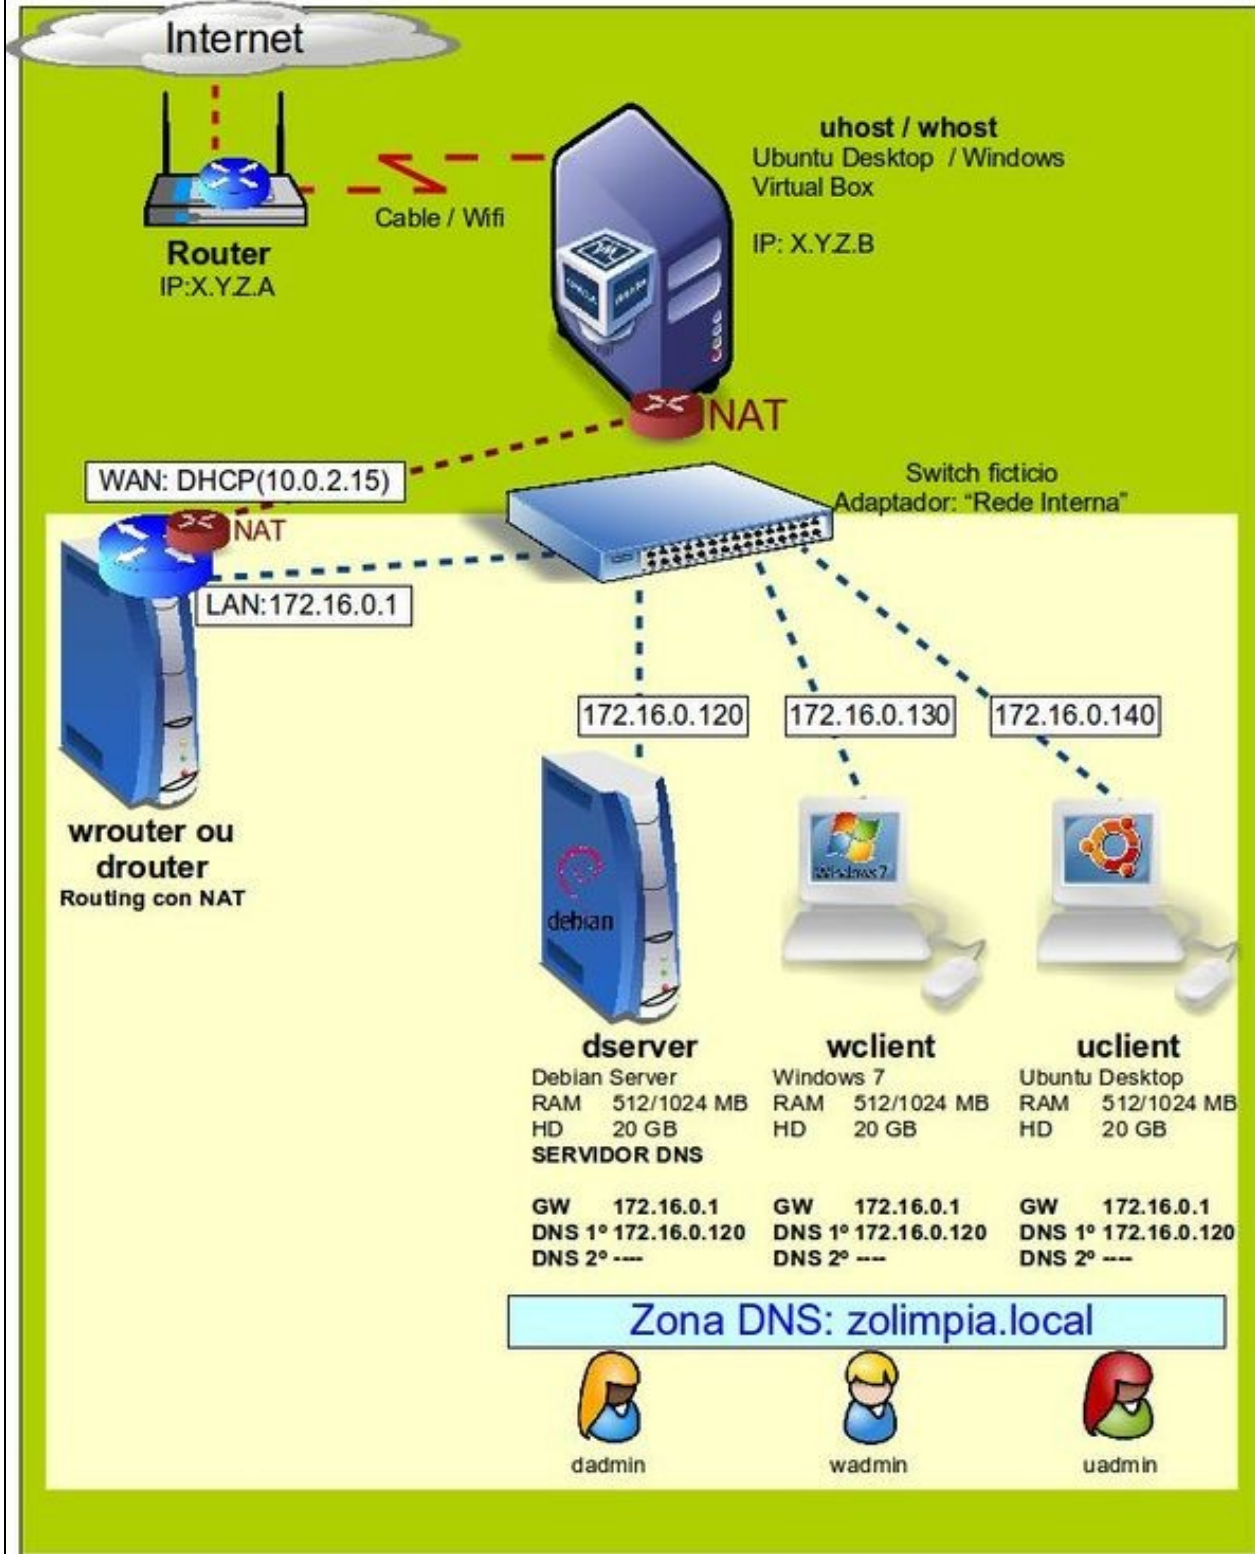 Internet
uhost / whost
Ubuntu Desktop / Windows
Virtual Box
IP: X.Y.Z.B
Cable / Wifi
Router
IP:X.Y.Z.A
NAT
WAN: DHCP(10.0.2.15)
Switch ficticio
Adaptador: “Rede Interna”
NAT
LAN:172.16.0.1
172.16.0.120
172.16.0.130
172.16.0.140
wrouter ou
drouter
Routing con NAT
debian
Windows 7
dserver
Debian Server
RAM 512/1024 MB
HD 20 GB
SERVIDOR DNS
GW 172.16.0.1
DNS 1º 172.16.0.120
DNS 2º ----
wclient
Windows 7
RAM 512/1024 MB
HD 20 GB
GW 172.16.0.1
DNS 1º 172.16.0.120
DNS 2º ----
uclient
Ubuntu Desktop
RAM 512/1024 MB
HD 20 GB
GW 172.16.0.1
DNS 1º 172.16.0.120
DNS 2º ----
Zona DNS: zolimpia.local
dadmin
wadmin
uadmin